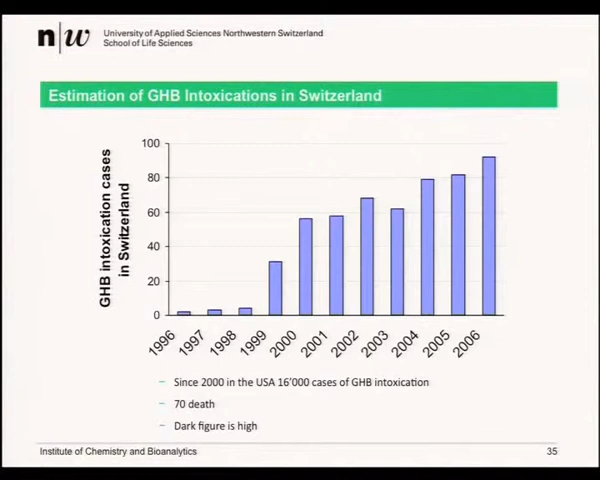 n|w
University of Applied Sciences Northwestern Switzerland
School of Life Sciences
Estimation of GHB Intoxications in Switzerland
GHB intoxication cases
in Switzerland
100
80
60
40
20
0
1996 1997 1998 1999 2000 2001 2002 2003 2004 2005 2006
– Since 2000 in the USA 16'000 cases of GHB intoxication
– 70 death
– Dark figure is high
Institute of Chemistry and Bioanalytics 35